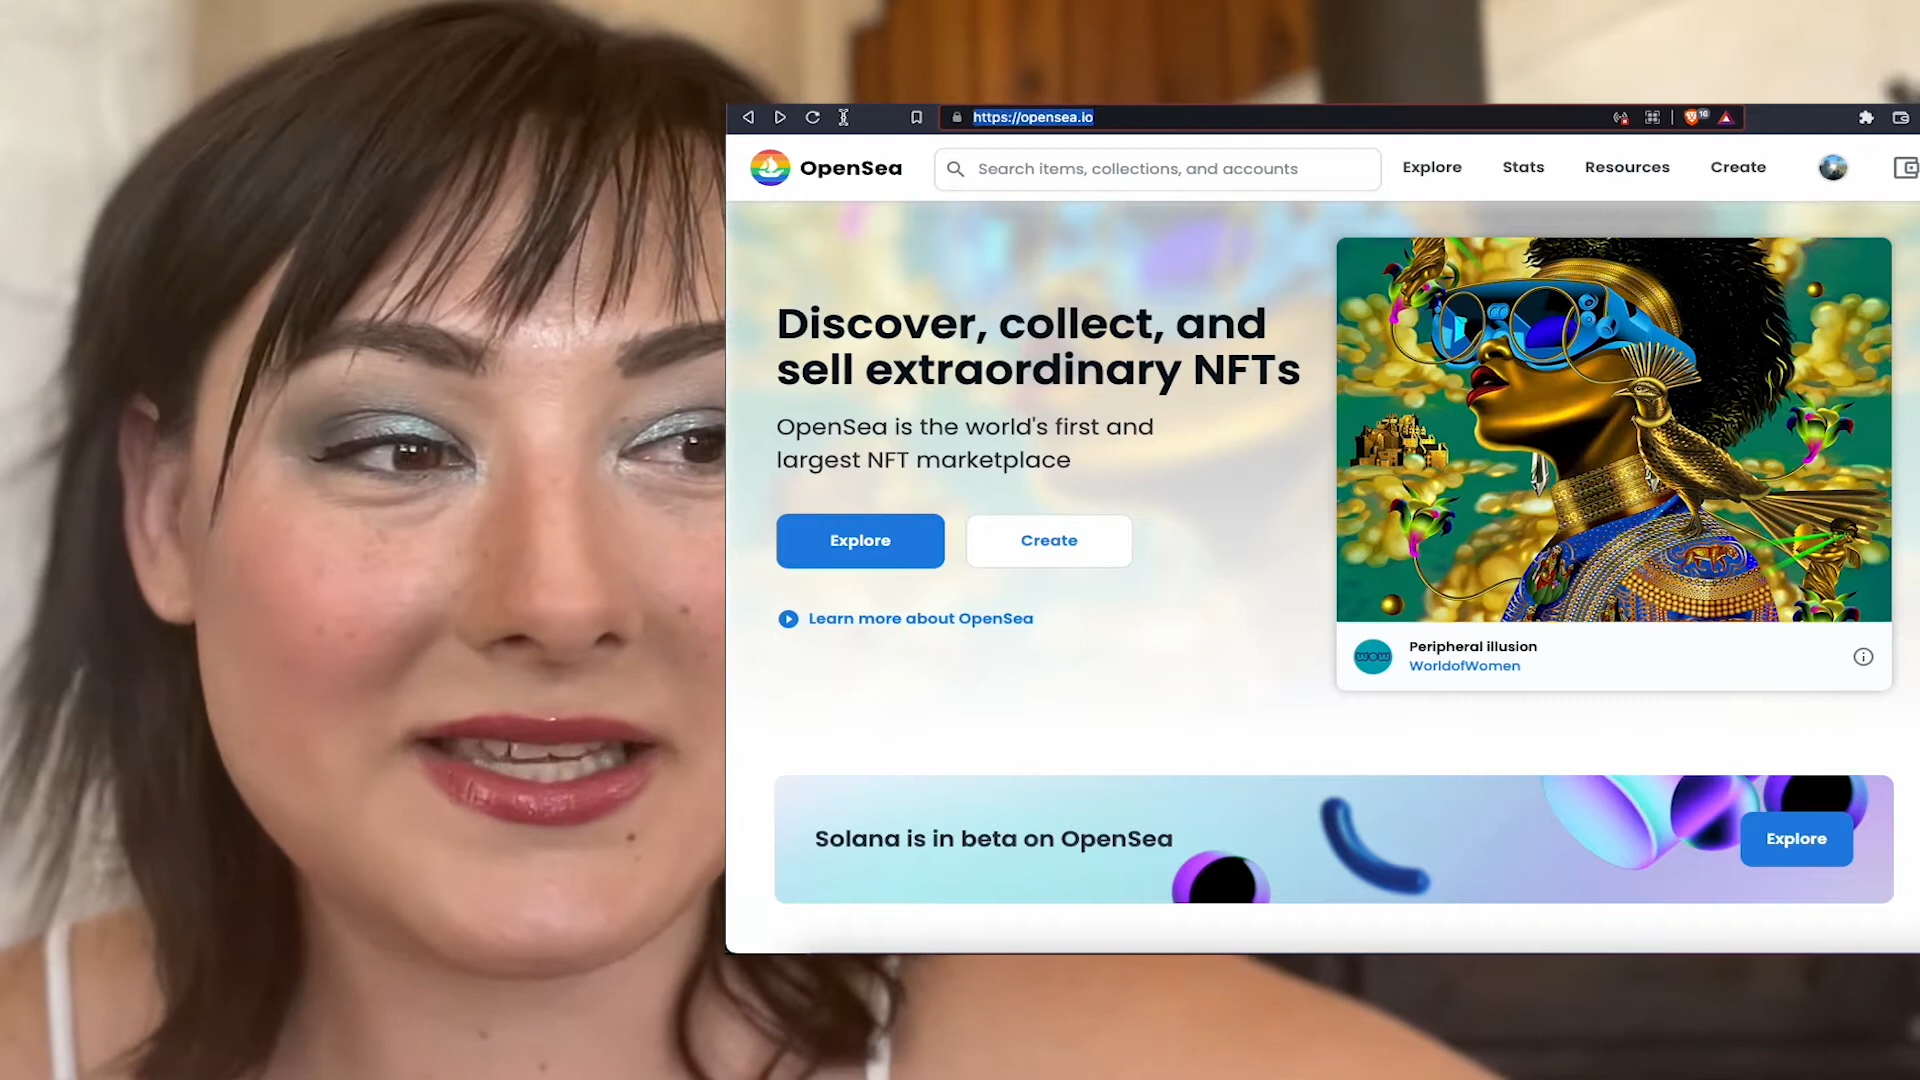 https://opensea.io
16
OpenSea
Search items, collections, and accounts
Explore
Stats
Resources
Create
Discover, collect, and
sell extraordinary NFTs
OpenSea is the world's first and
largest NFT marketplace
Explore
Create
Learn more about OpenSea
WOW
Peripheral illusion
WorldofWomen
Solana is in beta on OpenSea
Explore